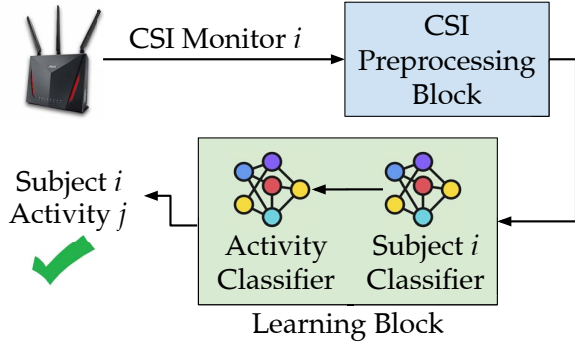 CSI Monitor i
CSI
Preprocessing
Block
Subject i
Activity j
Activity
Classifier
Subject i
Classifier
Learning Block